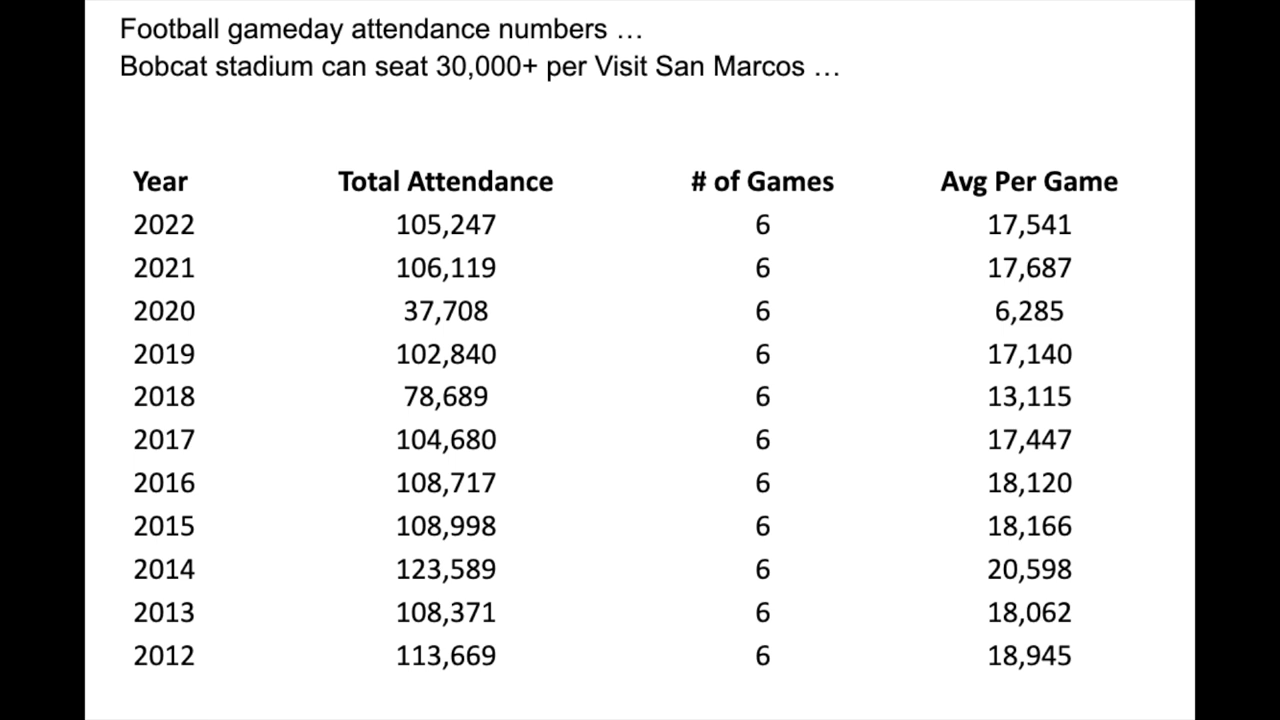 Football gameday attendance numbers …
Bobcat stadium can seat 30,000+ per Visit San Marcos …
Year Total Attendance # of Games Avg Per Game
2022 105,247 6 17,541
2021 106,119 6 17,687
2020 37,708 6 6,285
2019 102,840 6 17,140
2018 78,689 6 13,115
2017 104,680 6 17,447
2016 108,717 6 18,120
2015 108,998 6 18,166
2014 123,589 6 20,598
2013 108,371 6 18,062
2012 113,669 6 18,945